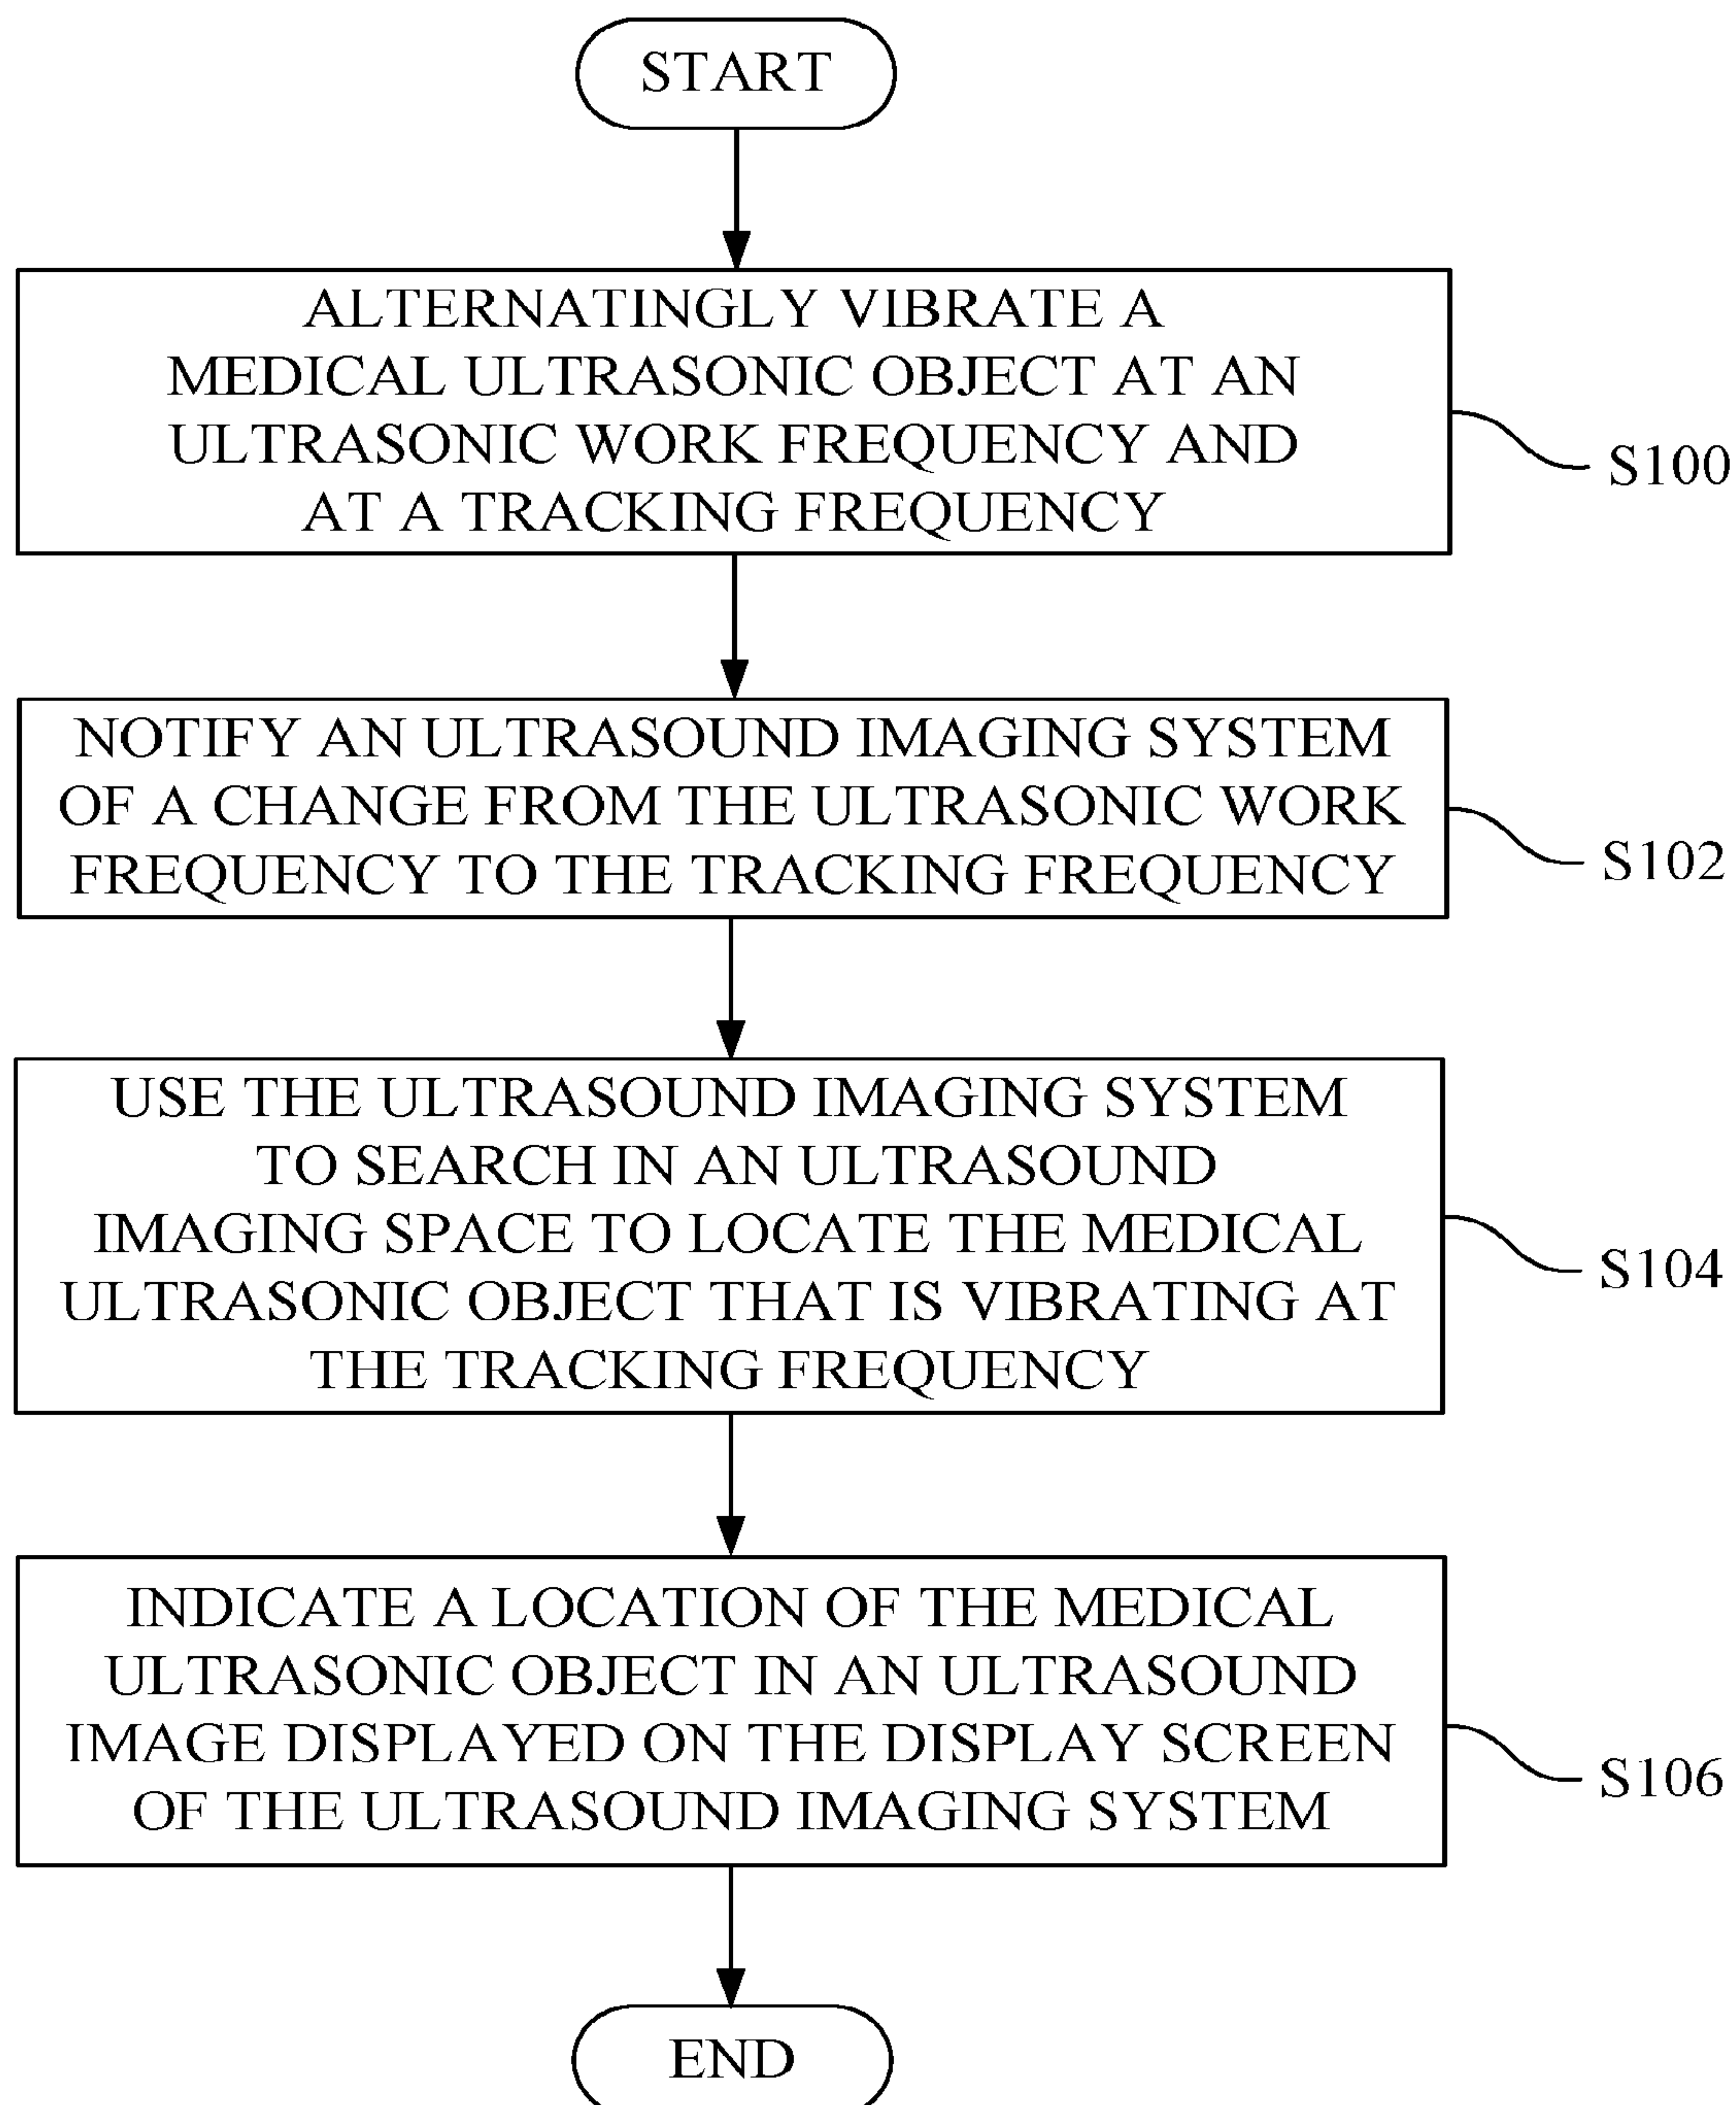 START
ALTERNATINGLY VIBRATE A
MEDICAL ULTRASONIC OBJECT AT AN
ULTRASONIC WORK FREQUENCY AND
AT A TRACKING FREQUENCY
S100
NOTIFY AN ULTRASOUND IMAGING SYSTEM
OF A CHANGE FROM THE ULTRASONIC WORK
FREQUENCY TO THE TRACKING FREQUENCY
S102
USE THE ULTRASOUND IMAGING SYSTEM
TO SEARCH IN AN ULTRASOUND
IMAGING SPACE TO LOCATE THE MEDICAL
ULTRASONIC OBJECT THAT IS VIBRATING AT
THE TRACKING FREQUENCY
S104
INDICATE A LOCATION OF THE MEDICAL
ULTRASONIC OBJECT IN AN ULTRASOUND
IMAGE DISPLAYED ON THE DISPLAY SCREEN
OF THE ULTRASOUND IMAGING SYSTEM
S106
END